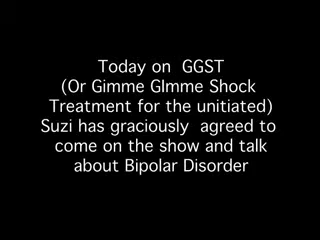 Today on GGST
(Or Gimme GImme Shock
Treatment for the unitiated)
Suzi has graciously agreed to
come on the show and talk
about Bipolar Disorder